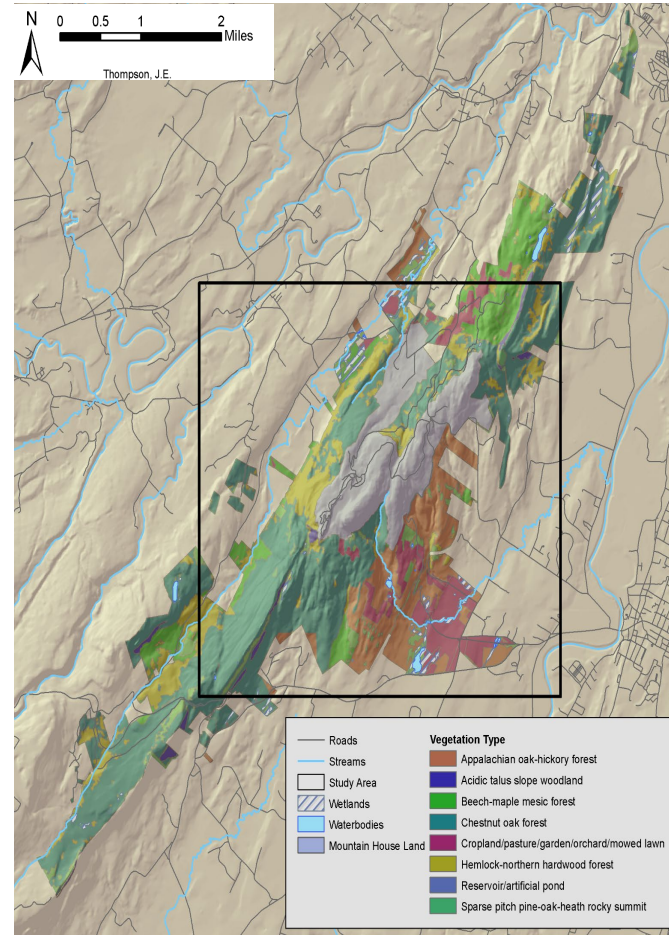 N
0 0.5 1 2
Miles
Thompson, J.E.
Roads
Streams
Study Area
Wetlands
Waterbodies
Mountain House Land
Vegetation Type
Appalachian oak-hickory forest
Acidic talus slope woodland
Beech-maple mesic forest
Chestnut oak forest
Cropland/pasture/garden/orchard/mowed lawn
Hemlock-northern hardwood forest
Reservoir/artificial pond
Sparse pitch pine-oak-heath rocky summit